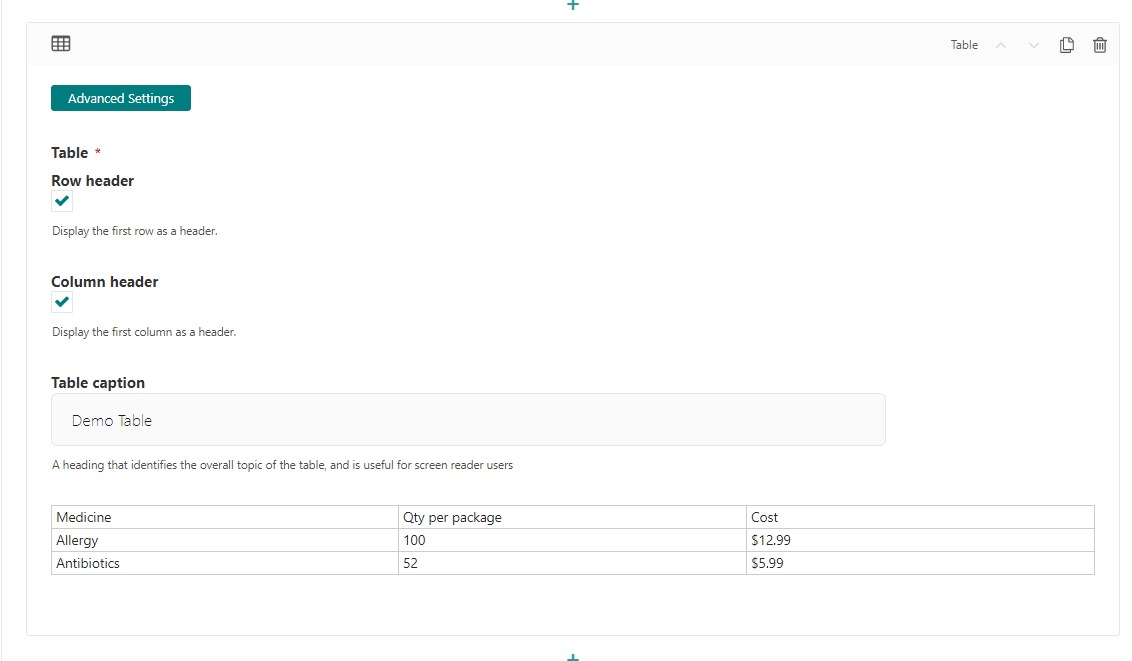 Table
Advanced Settings
Table *
Row header
Display the first row as a header.
Column header
Display the first column as a header.
Table caption
Demo Table
A heading that identifies the overall topic of the table, and is useful for screen reader users
Medicine Qty per package Cost
Allergy 100 $12.99
Antibiotics 52 $5.99